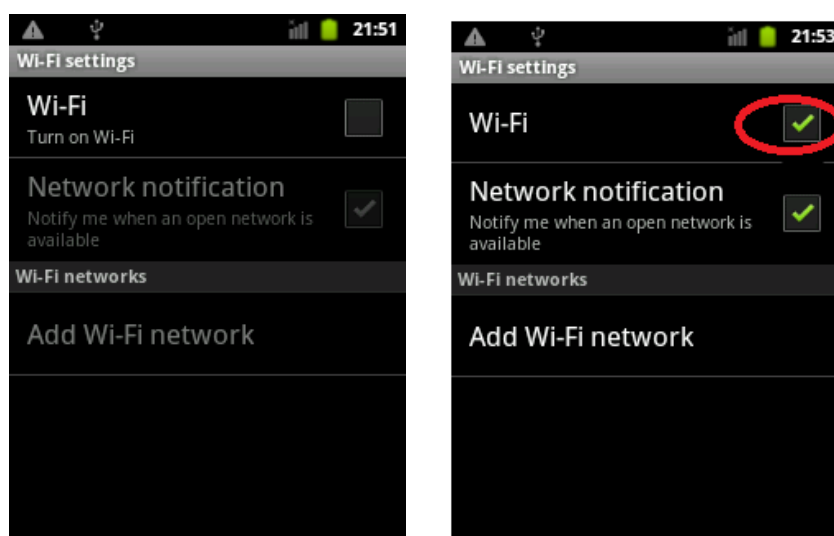 21:51
Wi-Fi settings
Wi-Fi
Turn on Wi-Fi
Network notification
Notify me when an open network is
available
Wi-Fi networks
Add Wi-Fi network
21:53
Wi-Fi settings
Wi-Fi
Network notification
Notify me when an open network is
available
Wi-Fi networks
Add Wi-Fi network